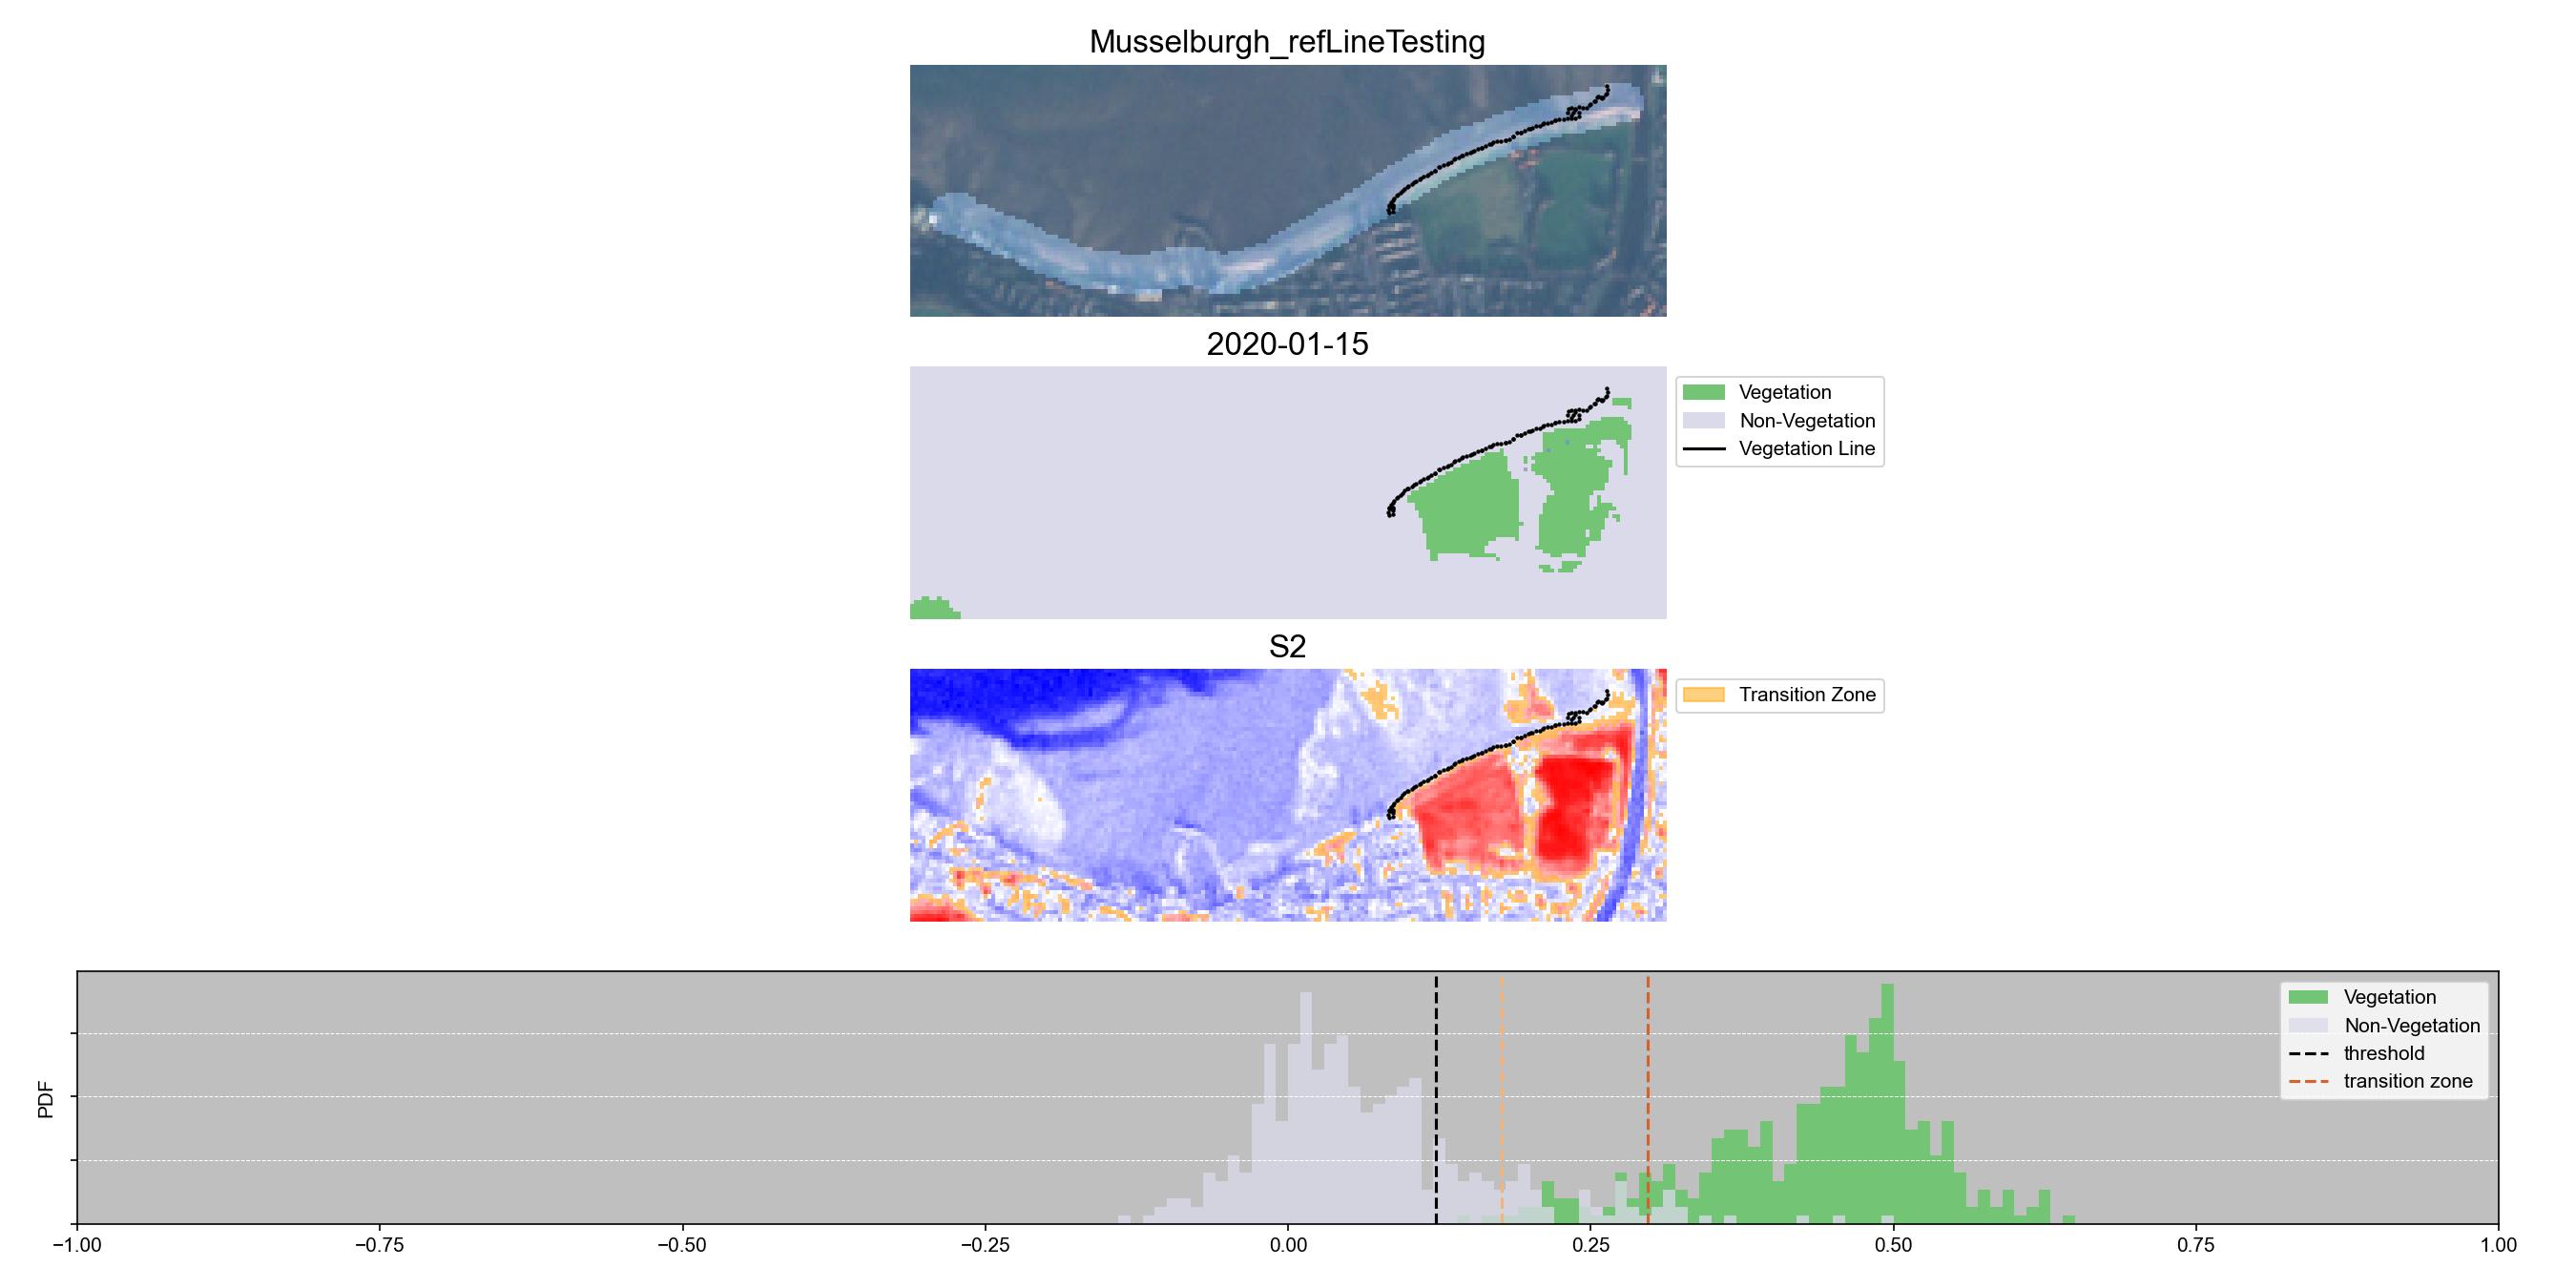 Musselburgh_refLineTesting
2020-01-15
Vegetation
Non-Vegetation
Vegetation Line
S2
Transition Zone
PDF
Vegetation
Non-Vegetation
threshold
transition zone
−1.00 −0.75 −0.50 −0.25 0.00 0.25 0.50 0.75 1.00